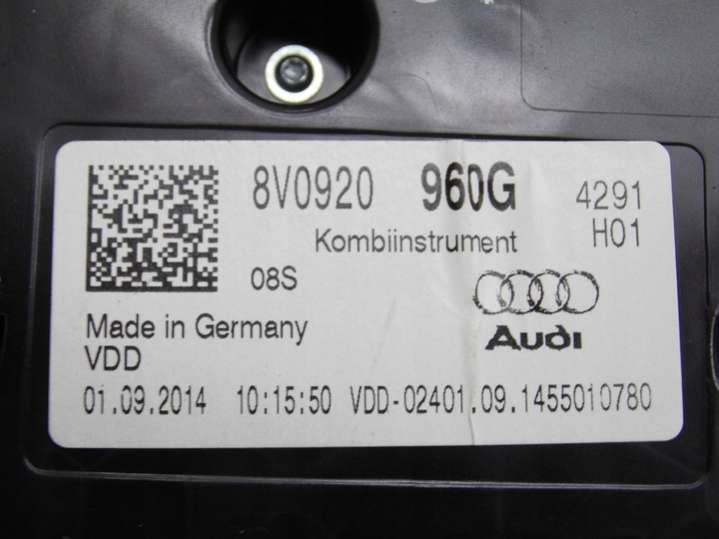 8V0920 960G 4291
Kombiinstrument H01
08S
Audi
Made in Germany
VDD
01.09.2014 10:15:50 VDD-02401.09.1455010780